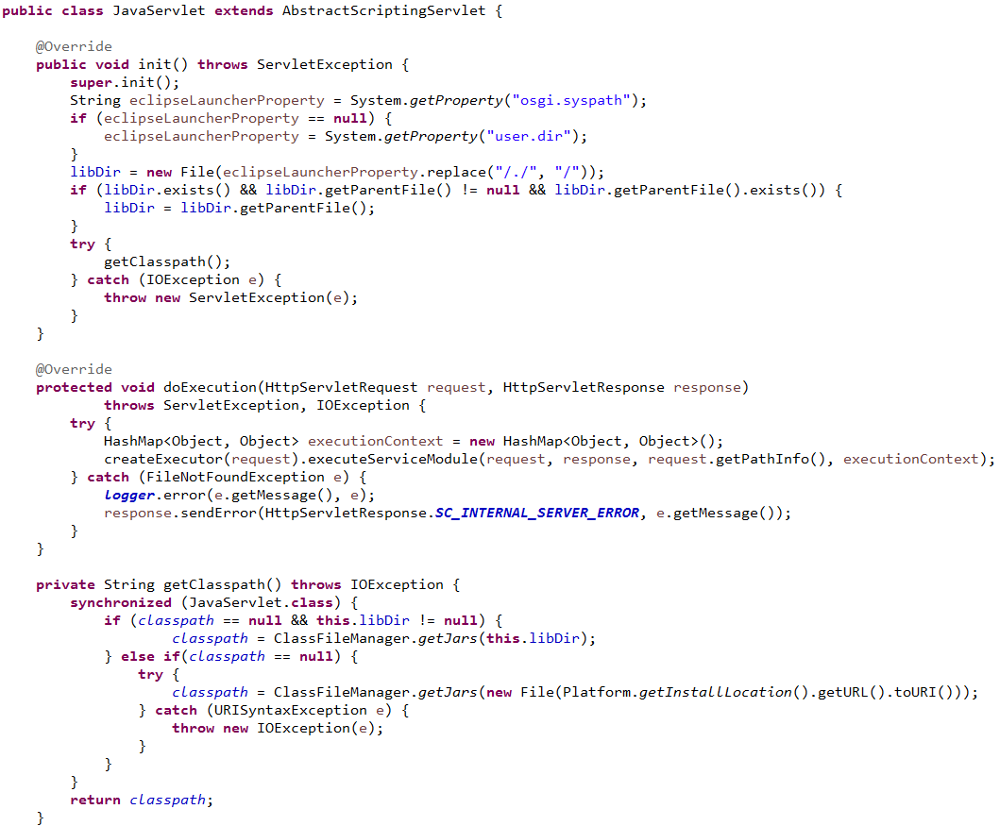 public class JavaServlet extends AbstractScriptingServlet {

    @Override
    public void init() throws ServletException {
        super.init();
        String eclipseLauncherProperty = System.getProperty("osgi.syspath");
        if (eclipseLauncherProperty == null) {
            eclipseLauncherProperty = System.getProperty("user.dir");
        }
        libDir = new File(eclipseLauncherProperty.replace("/./", "/"));
        if (libDir.exists() && libDir.getParentFile() != null && libDir.getParentFile().exists()) {
            libDir = libDir.getParentFile();
        }
        try {
            getClasspath();
        } catch (IOException e) {
            throw new ServletException(e);
        }
    }

    @Override
    protected void doExecution(HttpServletRequest request, HttpServletResponse response)
            throws ServletException, IOException {
        try {
            HashMap<Object, Object> executionContext = new HashMap<Object, Object>();
            createExecutor(request).executeServiceModule(request, response, request.getPathInfo(), executionContext);
        } catch (FileNotFoundException e) {
            logger.error(e.getMessage(), e);
            response.sendError(HttpServletResponse.SC_INTERNAL_SERVER_ERROR, e.getMessage());
        }
    }

    private String getClasspath() throws IOException {
        synchronized (JavaServlet.class) {
            if (classpath == null && this.libDir != null) {
                    classpath = ClassFileManager.getJars(this.libDir);
            } else if(classpath == null) {
                try {
                    classpath = ClassFileManager.getJars(new File(Platform.getInstallLocation().getURL().toURI()));
                } catch (URISyntaxException e) {
                    throw new IOException(e);
                }
            }
        }
        return classpath;
    }